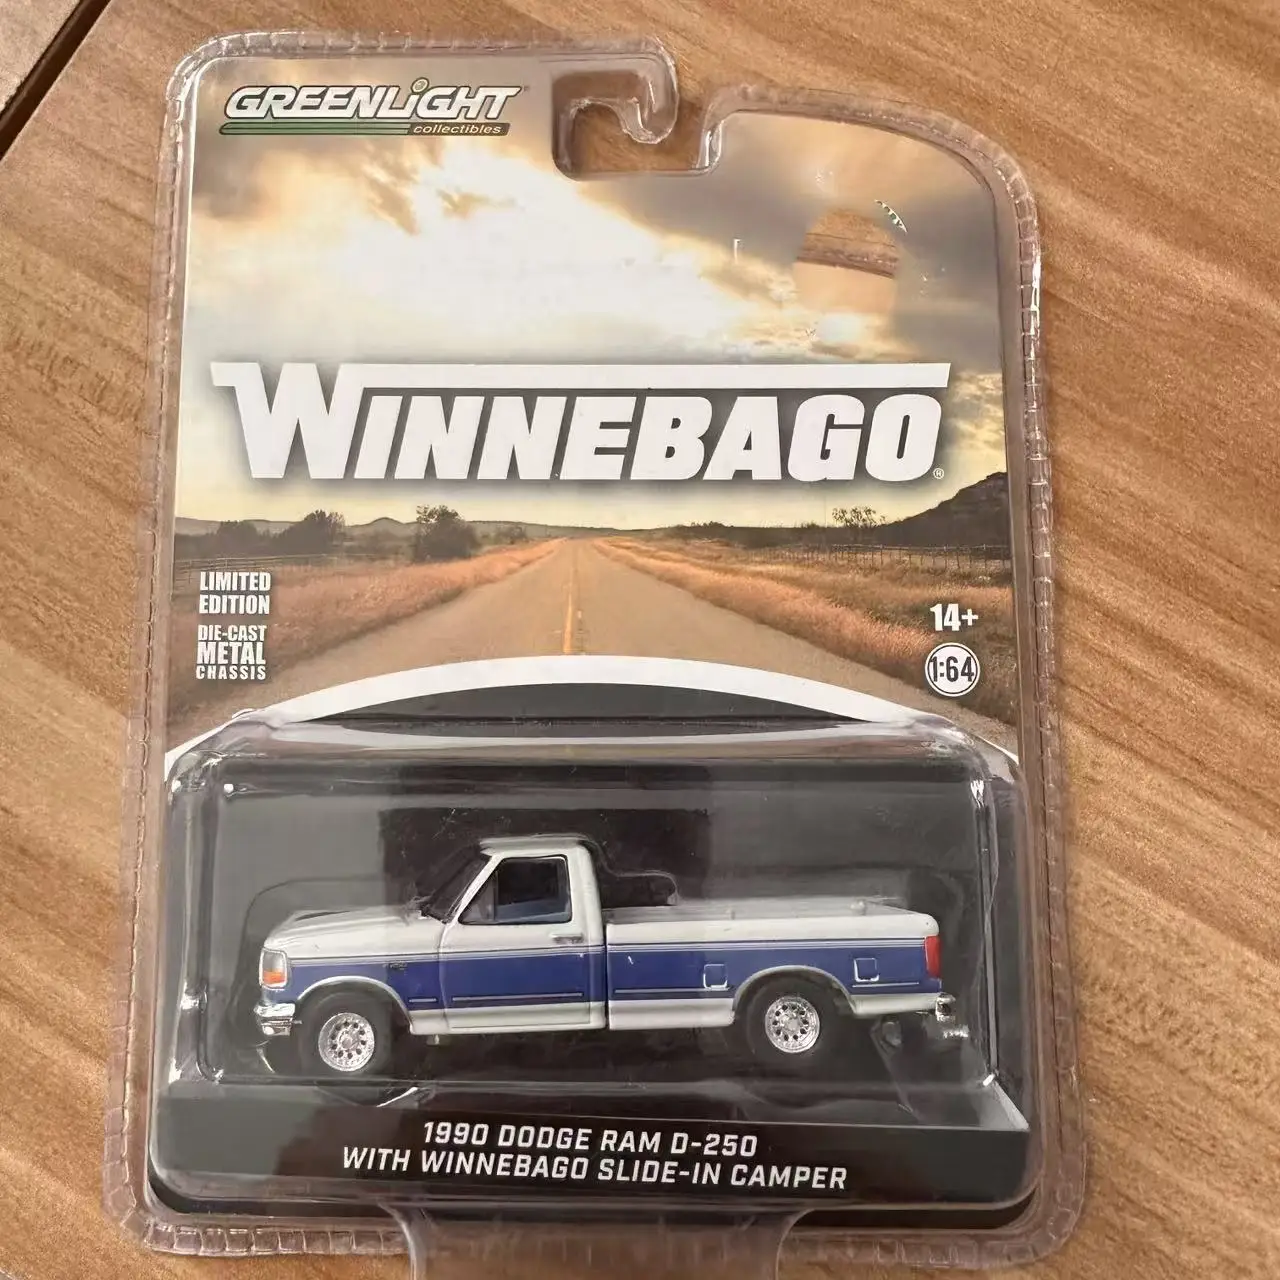 GREENLiGHT
collectibles
WINNEBAGO®
LIMITED
EDITION
DIE-CAST
METAL
CHASSIS
14+
1:64
1990 DODGE RAM D-250
WITH WINNEBAGO SLIDE-IN CAMPER